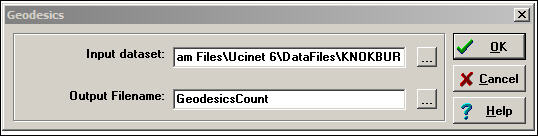 Geodesics
Input dataset: am Files\Ucinet 6\DataFiles\KNOKBUR ...
OK
Cancel
Output Filename: GeodesicsCount ...
Help